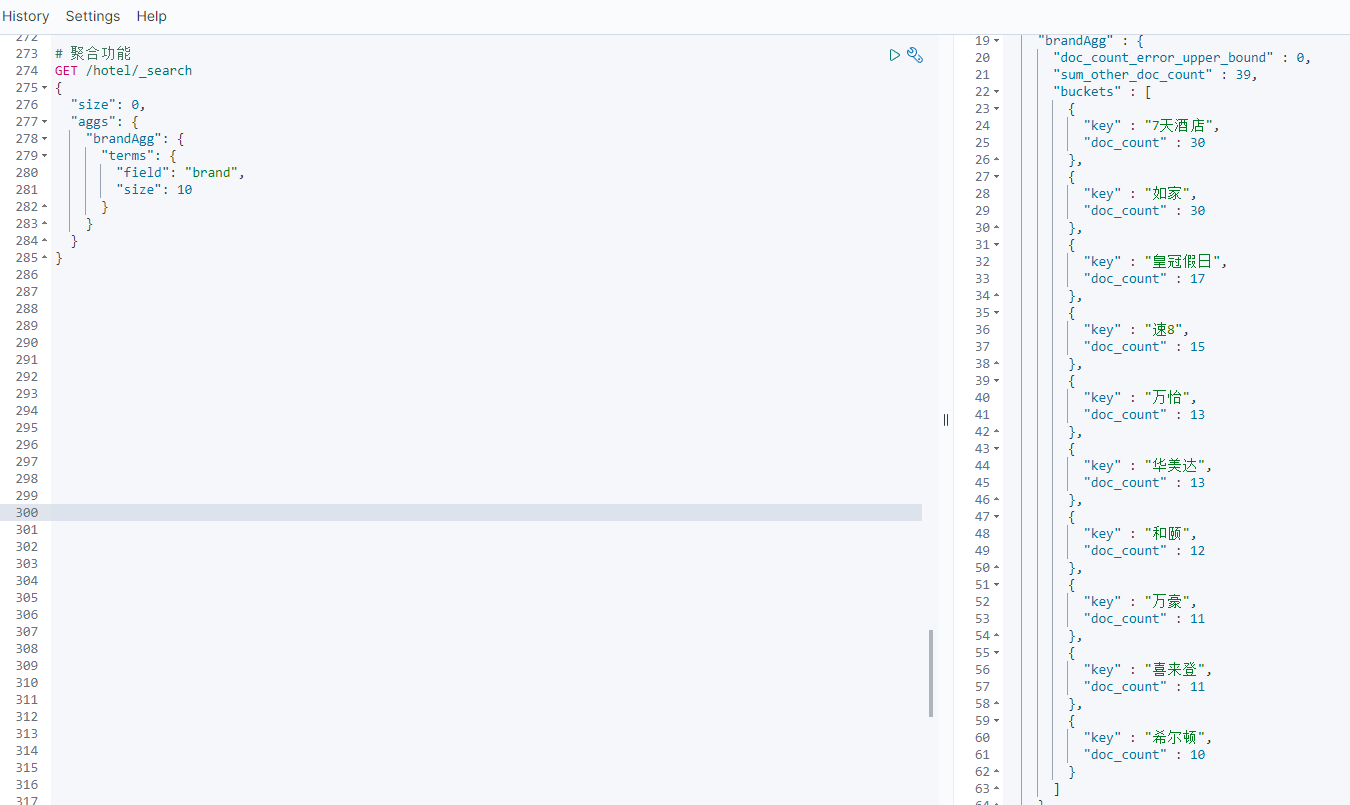 History Settings Help
272
273 # 聚合功能
274 GET /hotel/_search
275 {
276 "size": 0,
277 "aggs": {
278 "brandAgg": {
279 "terms": {
280 "field": "brand",
281 "size": 10
282 }
283 }
284 }
285 }
286
287
288
289
290
291
292
293
294
295
296
297
298
299
300
301
302
303
304
305
306
307
308
309
310
311
312
313
314
315
316
317
19 "brandAgg" : {
20 "doc_count_error_upper_bound" : 0,
21 "sum_other_doc_count" : 39,
22 "buckets" : [
23 {
24 "key" : "7天酒店",
25 "doc_count" : 30
26 },
27 {
28 "key" : "如家",
29 "doc_count" : 30
30 },
31 {
32 "key" : "皇冠假日",
33 "doc_count" : 17
34 },
35 {
36 "key" : "速8",
37 "doc_count" : 15
38 },
39 {
40 "key" : "万怡",
41 "doc_count" : 13
42 },
43 {
44 "key" : "华美达",
45 "doc_count" : 13
46 },
47 {
48 "key" : "和颐",
49 "doc_count" : 12
50 },
51 {
52 "key" : "万豪",
53 "doc_count" : 11
54 },
55 {
56 "key" : "喜来登",
57 "doc_count" : 11
58 },
59 {
60 "key" : "希尔顿",
61 "doc_count" : 10
62 }
63 ]
64 }